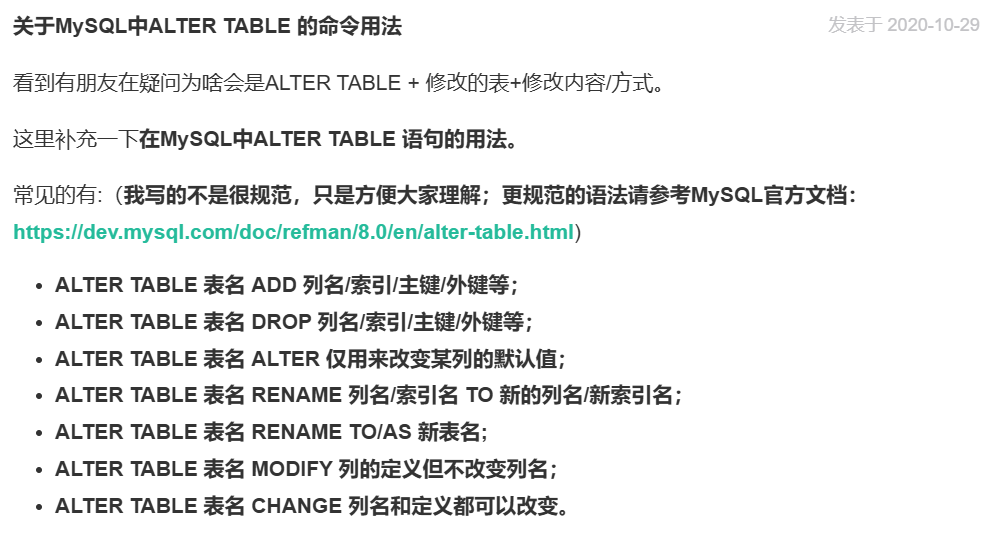 关于MySQL中ALTER TABLE 的命令用法
发表于 2020-10-29
看到有朋友在疑问为啥会是ALTER TABLE + 修改的表+修改内容/方式。
这里补充一下在MySQL中ALTER TABLE 语句的用法。
常见的有:（我写的不是很规范，只是方便大家理解；更规范的语法请参考MySQL官方文档：
https://dev.mysql.com/doc/refman/8.0/en/alter-table.html）
• ALTER TABLE 表名 ADD 列名/索引/主键/外键等；
• ALTER TABLE 表名 DROP 列名/索引/主键/外键等；
• ALTER TABLE 表名 ALTER 仅用来改变某列的默认值；
• ALTER TABLE 表名 RENAME 列名/索引名 TO 新的列名/新索引名；
• ALTER TABLE 表名 RENAME TO/AS 新表名;
• ALTER TABLE 表名 MODIFY 列的定义但不改变列名；
• ALTER TABLE 表名 CHANGE 列名和定义都可以改变。